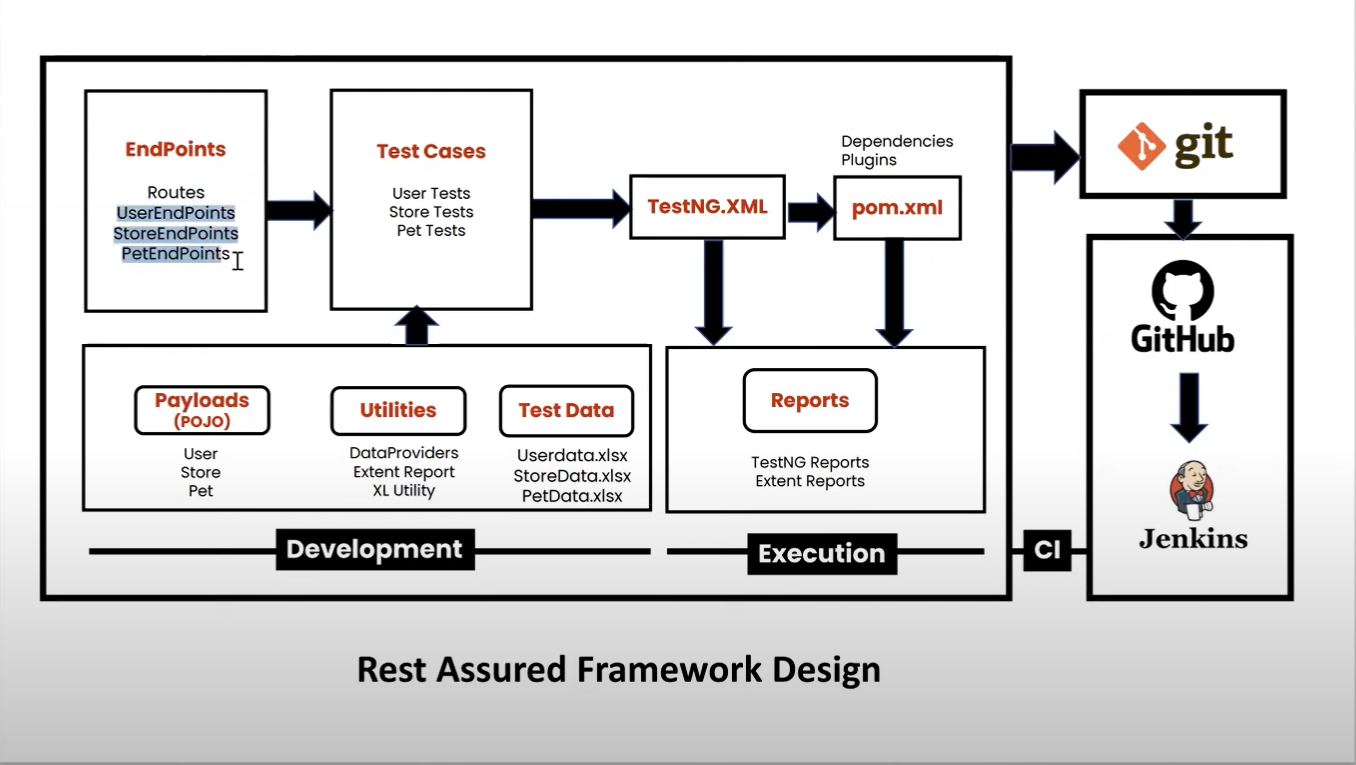 EndPoints
Routes
UserEndPoints
StoreEndPoints
PetEndPoints
Test Cases
User Tests
Store Tests
Pet Tests
TestNG.XML
Dependencies
Plugins
pom.xml
git
GitHub
Jenkins
Payloads
(POJO)
User
Store
Pet
Utilities
DataProviders
Extent Report
XL Utility
Test Data
Userdata.xlsx
StoreData.xlsx
PetData.xlsx
Reports
TestNG Reports
Extent Reports
Development
Execution
CI
Rest Assured Framework Design